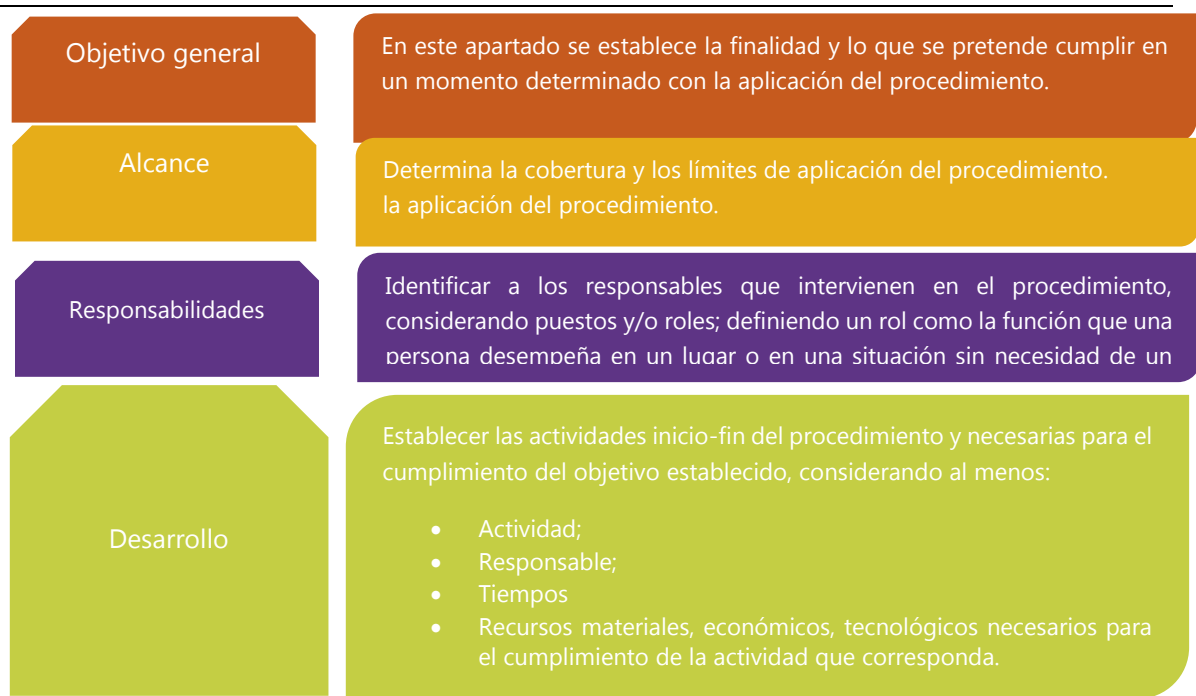 Objetivo general
En este apartado se establece la finalidad y lo que se pretende cumplir en
un momento determinado con la aplicación del procedimiento.
Alcance
Determina la cobertura y los límites de aplicación del procedimiento.
la aplicación del procedimiento.
Responsabilidades
Identificar a los responsables que intervienen en el procedimiento,
considerando puestos y/o roles; definiendo un rol como la función que una
persona desempeña en un lugar o en una situación sin necesidad de un
Desarrollo
Establecer las actividades inicio-fin del procedimiento y necesarias para el
cumplimiento del objetivo establecido, considerando al menos:
• Actividad;
• Responsable;
• Tiempos
• Recursos materiales, económicos, tecnológicos necesarios para
el cumplimiento de la actividad que corresponda.